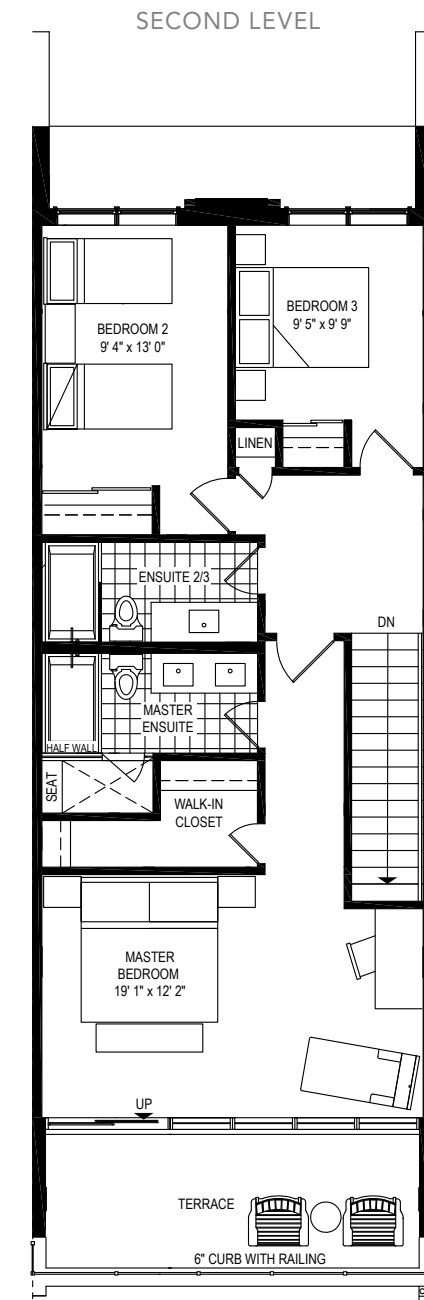 SECOND LEVEL
BEDROOM 2
9' 4" x 13' 0"
BEDROOM 3
9' 5" x 9' 9"
LINEN
ENSUITE 2/3
DN
MASTER
ENSUITE
HALF WALL
SEAT
WALK-IN
CLOSET
MASTER
BEDROOM
19' 1" x 12' 2"
UP
TERRACE
6" CURB WITH RAILING